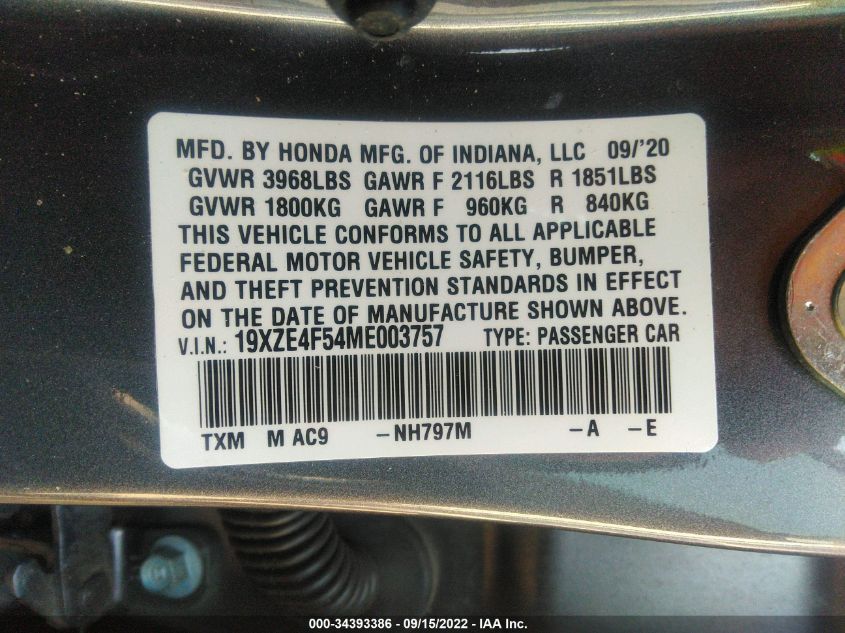 MFD. BY HONDA MFG. OF INDIANA, LLC 09/'20
GVWR 3968LBS GAWR F 2116LBS R 1851LBS
GVWR 1800KG GAWR F 960KG R 840KG
THIS VEHICLE CONFORMS TO ALL APPLICABLE
FEDERAL MOTOR VEHICLE SAFETY, BUMPER,
AND THEFT PREVENTION STANDARDS IN EFFECT
ON THE DATE OF MANUFACTURE SHOWN ABOVE.
V.I.N.: 19XZE4F54ME003757 TYPE: PASSENGER CAR
TXM M AC9 -NH797M -A -E
000-34393386 - 09/15/2022 - IAA Inc.